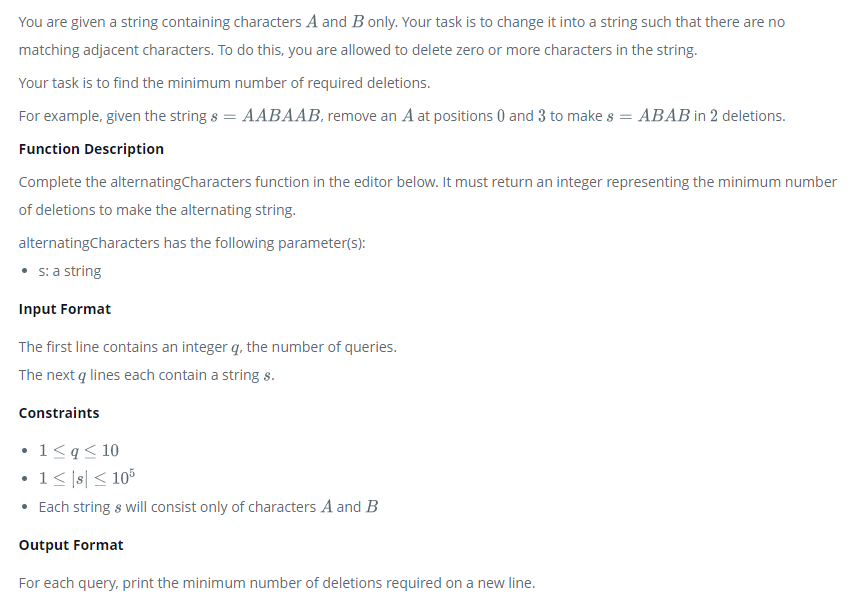 You are given a string containing characters A and B only. Your task is to change it into a string such that there are no
matching adjacent characters. To do this, you are allowed to delete zero or more characters in the string.
Your task is to find the minimum number of required deletions.
For example, given the string s = AABAAB, remove an A at positions 0 and 3 to make s = ABAB in 2 deletions.
Function Description
Complete the alternatingCharacters function in the editor below. It must return an integer representing the minimum number
of deletions to make the alternating string.
alternatingCharacters has the following parameter(s):
• s: a string
Input Format
The first line contains an integer q, the number of queries.
The next q lines each contain a string s.
Constraints
• 1 ≤ q ≤ 10
• 1 ≤ |s| ≤ 10⁵
• Each string s will consist only of characters A and B
Output Format
For each query, print the minimum number of deletions required on a new line.